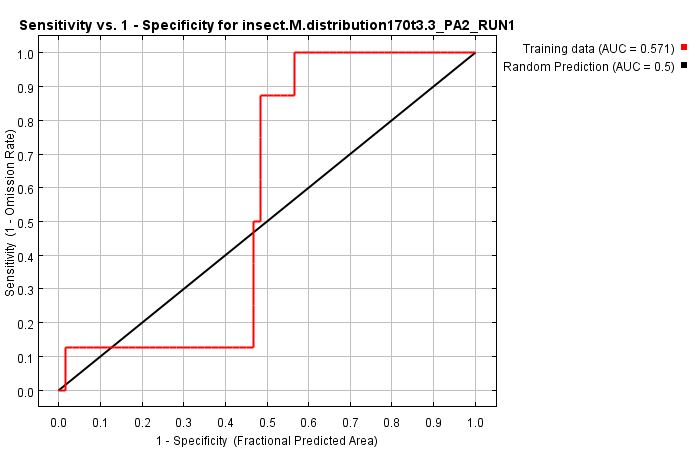 Sensitivity vs. 1 - Specificity for insect.M.distribution170t3.3_PA2_RUN1
Training data (AUC = 0.571)
Random Prediction (AUC = 0.5)
Sensitivity (1 - Omission Rate)
1.0
0.9
0.8
0.7
0.6
0.5
0.4
0.3
0.2
0.1
0.0
0.0 0.1 0.2 0.3 0.4 0.5 0.6 0.7 0.8 0.9 1.0
1 - Specificity (Fractional Predicted Area)